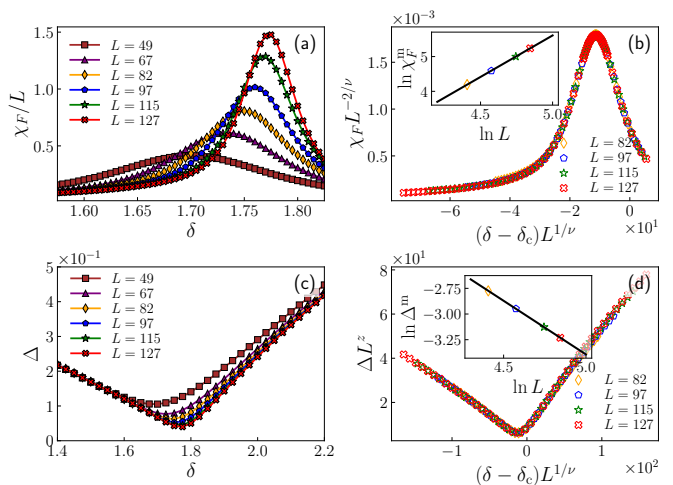 (a)
χ_F/L
1.5
1.0
0.5
L = 49
L = 67
L = 82
L = 97
L = 115
L = 127
1.60 1.65 1.70 1.75 1.80
δ
×10⁻³
(b)
χ_F L^{-2/ν}
1.5
1.0
0.5
ln χ_F^m
5
4
4.5 5.0
ln L
L = 82
L = 97
L = 115
L = 127
−6 −4 −2 0
×10¹
(δ − δ_c)L^{1/ν}
×10⁻¹
(c)
Δ
5
4
3
2
1
0
L = 49
L = 67
L = 82
L = 97
L = 115
L = 127
1.4 1.6 1.8 2.0 2.2
δ
×10¹
(d)
ΔL^z
8
6
4
2
ln Δ^m
−2.75
−3.00
−3.25
4.5 5.0
ln L
L = 82
L = 97
L = 115
L = 127
−1 0 1
×10²
(δ − δ_c)L^{1/ν}